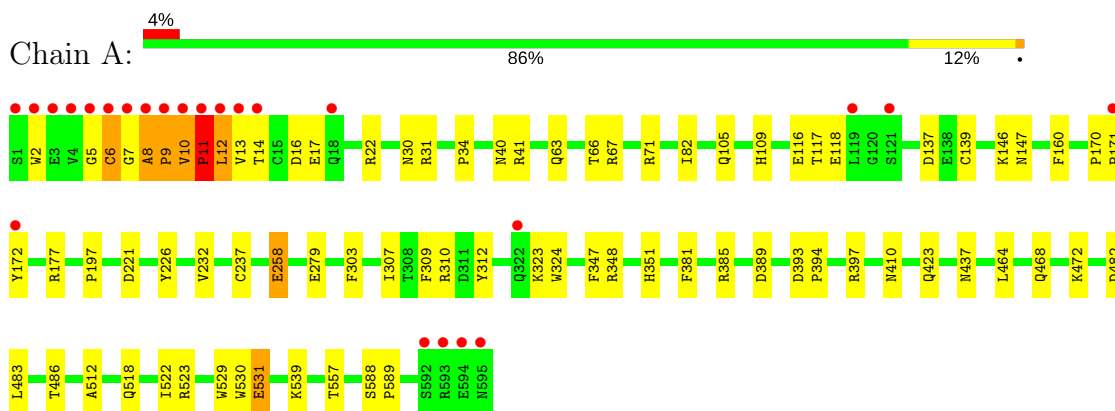 4%
Chain A:
86% 12% •
S1 W2 E3 V4 G5 C6 G7 A8 P9 V10 P11 L12 V13 T14 C15 D16 E17 Q18 R22 N30 R31 P34 N40 R41 Q63 T66 R67 R71 I82 Q105 H109 E116 T117 E118 L119 G120 S121 D137 E138 C139 K146 N147 F160 P170
Y172 R177 P197 D221 Y226 V232 C237 E258 E279 F303 I307 T308 F309 R310 D311 Y312 Q322 K323 W324 F347 R348 H351 F381 R385 D389 D393 P394 R397 N410 Q423 N437 L464 Q468 K472
L483 T486 A512 Q518 I522 R523 W529 W530 E531 K539 T557 S588 P589 S592 R593 E594 N595